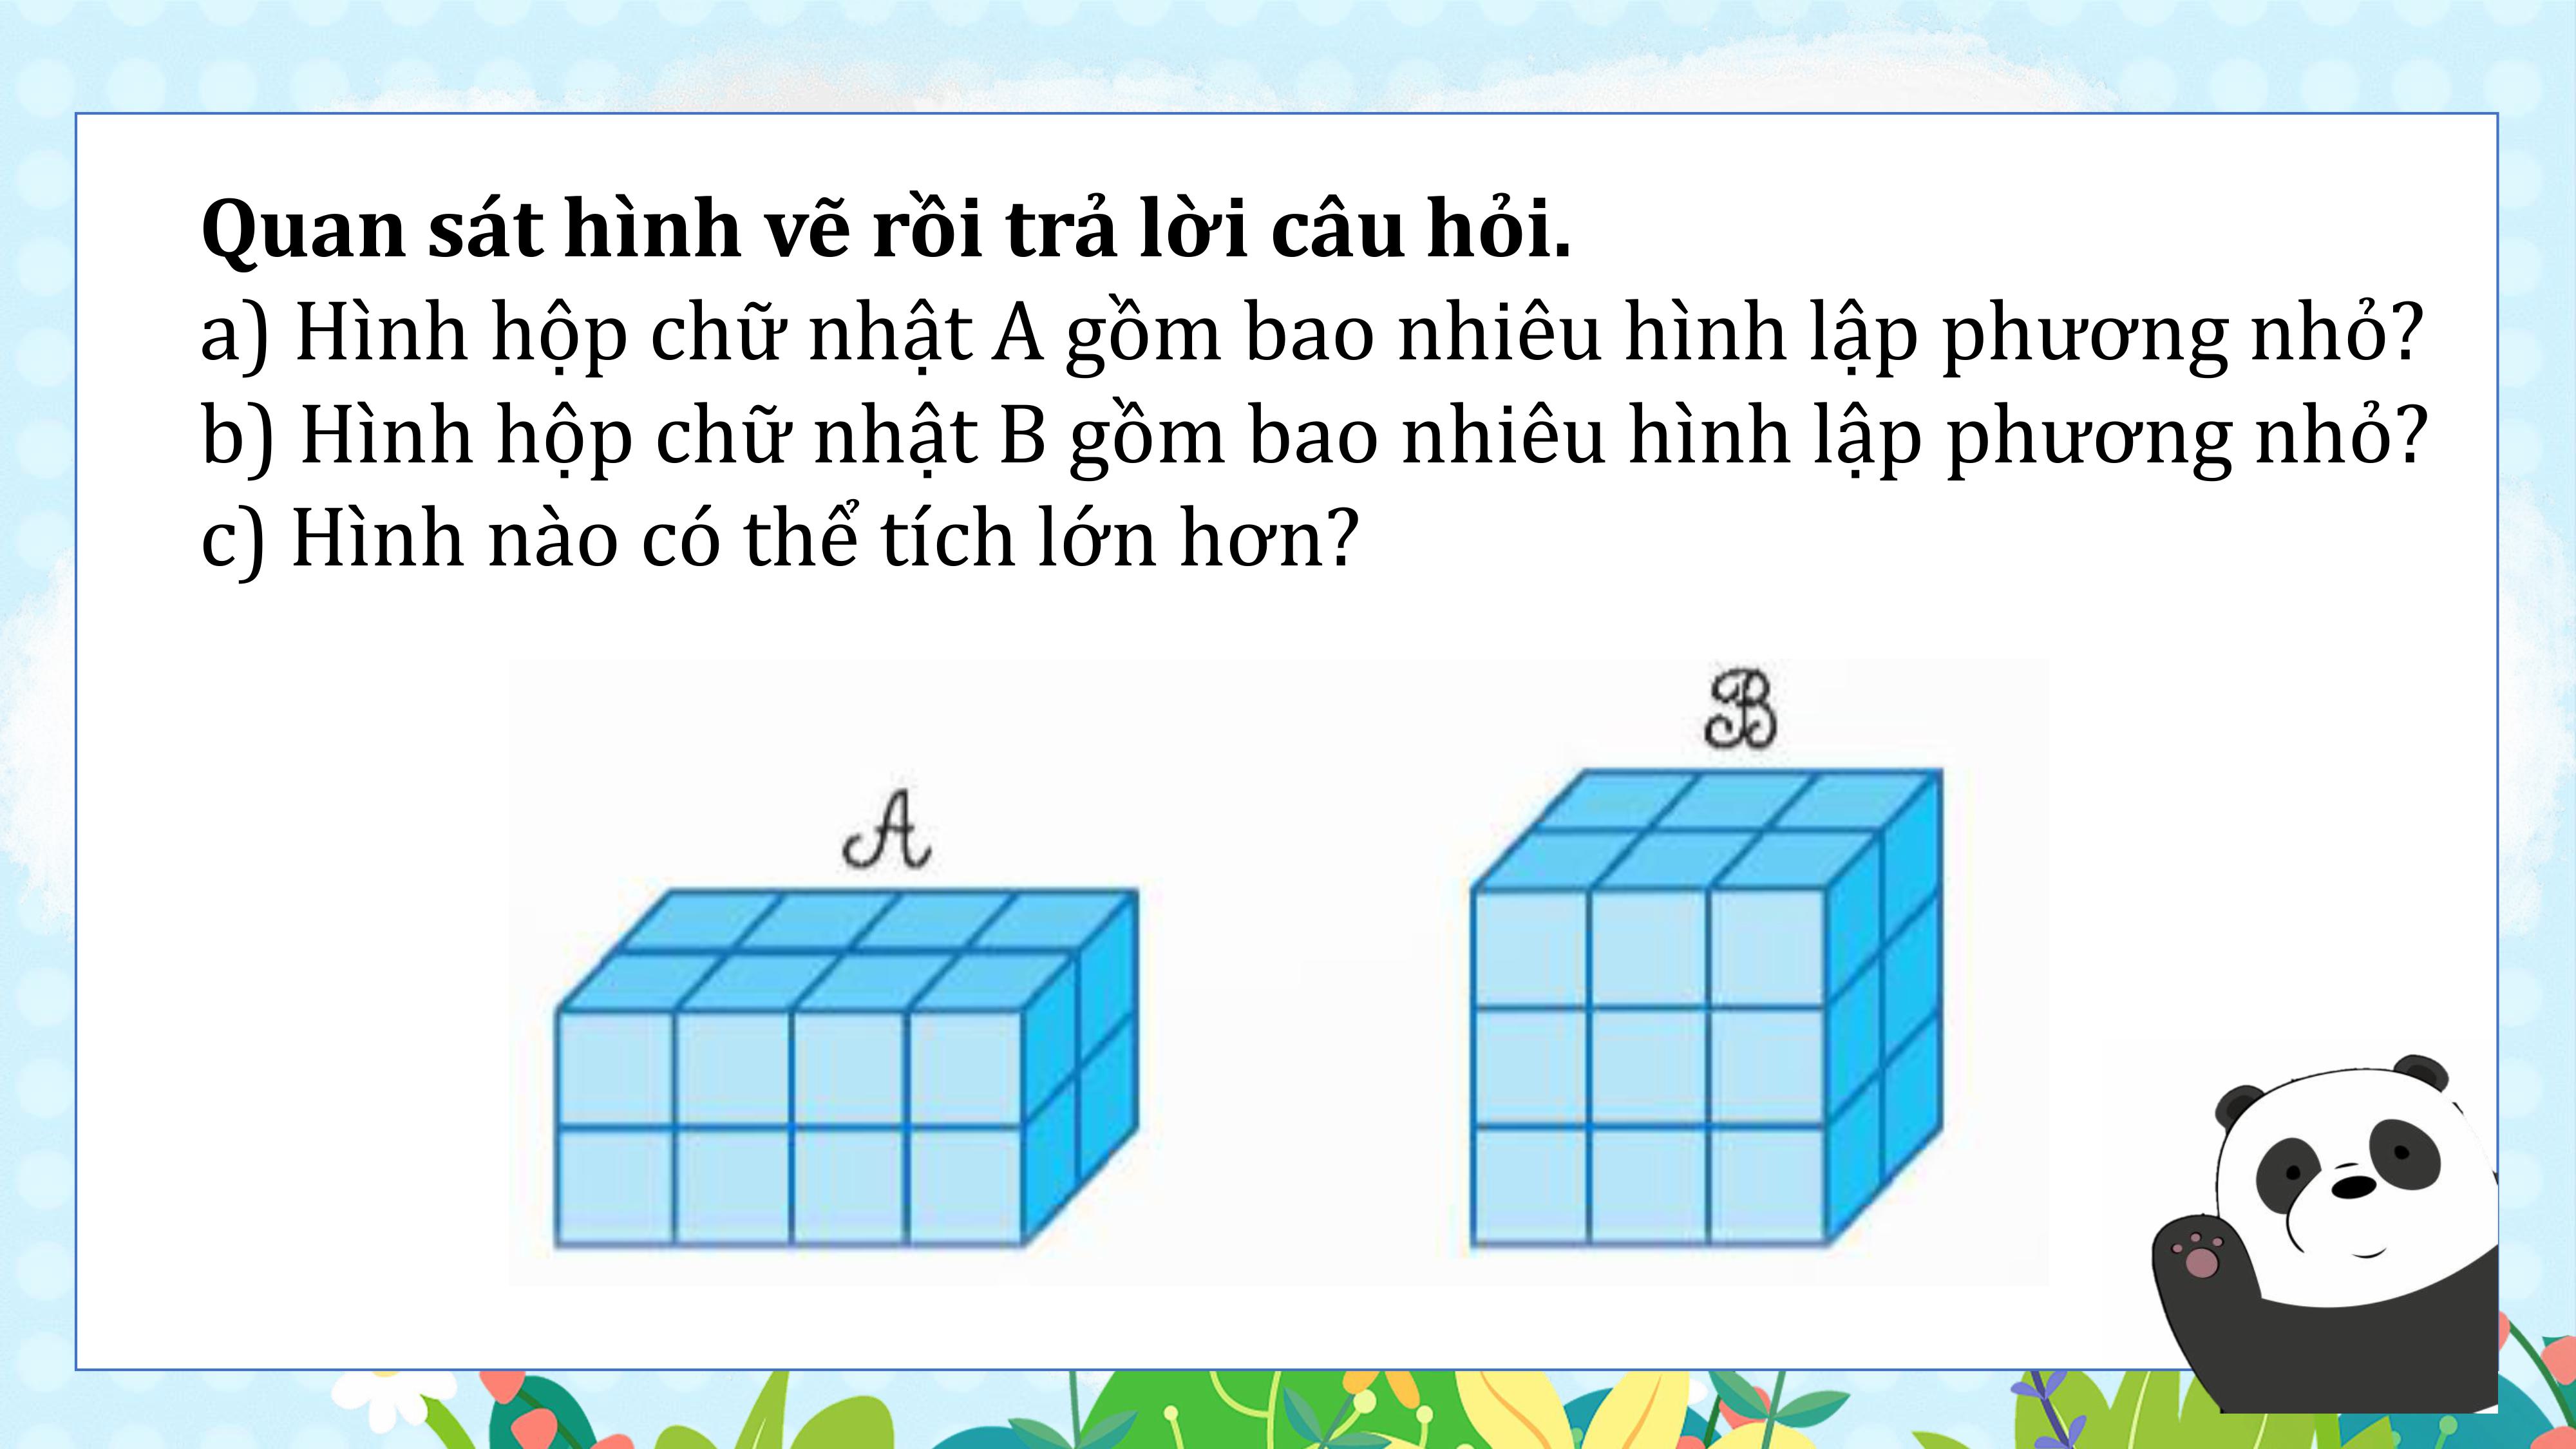 Quan sát hình vẽ rồi trả lời câu hỏi.
a) Hình hộp chữ nhật A gồm bao nhiêu hình lập phương nhỏ?
b) Hình hộp chữ nhật B gồm bao nhiêu hình lập phương nhỏ?
c) Hình nào có thể tích lớn hơn?
A
B